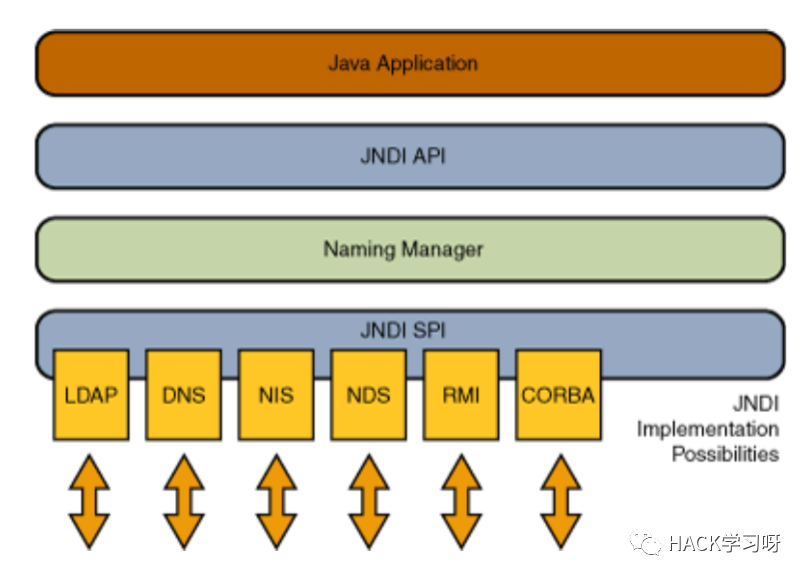 Java Application
JNDI API
Naming Manager
JNDI SPI
LDAP DNS NIS NDS RMI CORBA
JNDI
Implementation
Possibilities
HACK学习呀